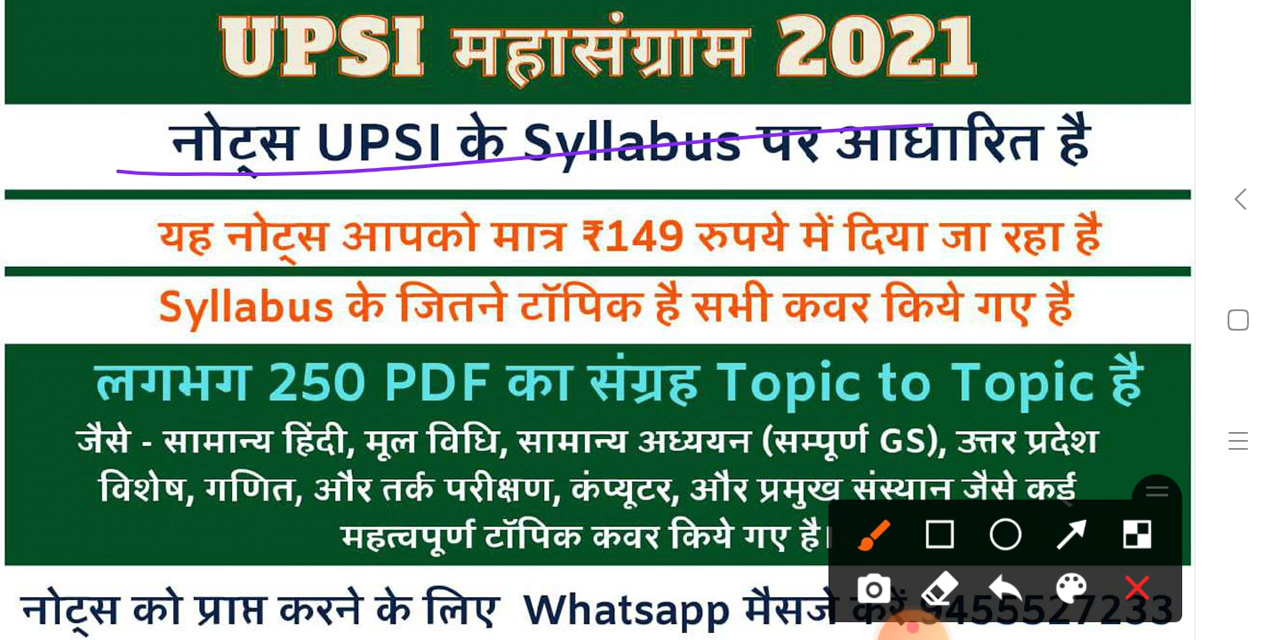 UPSI महासंग्राम 2021
नोट्स UPSI के Syllabus पर आधारित है
यह नोट्स आपको मात्र ₹149 रुपये में दिया जा रहा है
Syllabus के जितने टॉपिक है सभी कवर किये गए है
लगभग 250 PDF का संग्रह Topic to Topic है
जैसे - सामान्य हिंदी, मूल विधि, सामान्य अध्ययन (सम्पूर्ण GS), उत्तर प्रदेश
विशेष, गणित, और तर्क परीक्षण, कंप्यूटर, और प्रमुख संस्थान जैसे कई
महत्वपूर्ण टॉपिक कवर किये गए है।
नोट्स को प्राप्त करने के लिए Whatsapp मैसजे करें 9455527233